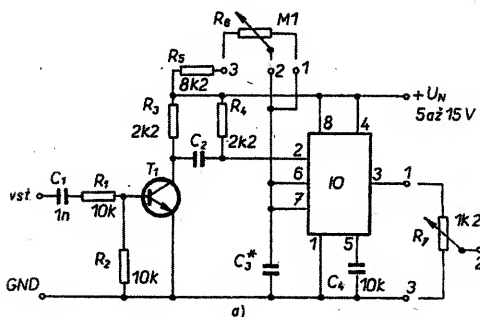 R6 M1
R5 3 2 1
8k2
+UN
R3 R4 5 až 15 V
2k2 C2 2k2 8 4
2
T1
C1 R1 6 IO 3 1
vst
1n 10k 7 1k2
R2 1 5 R7
C3* 2
10k C4 10k
GND 3
a)